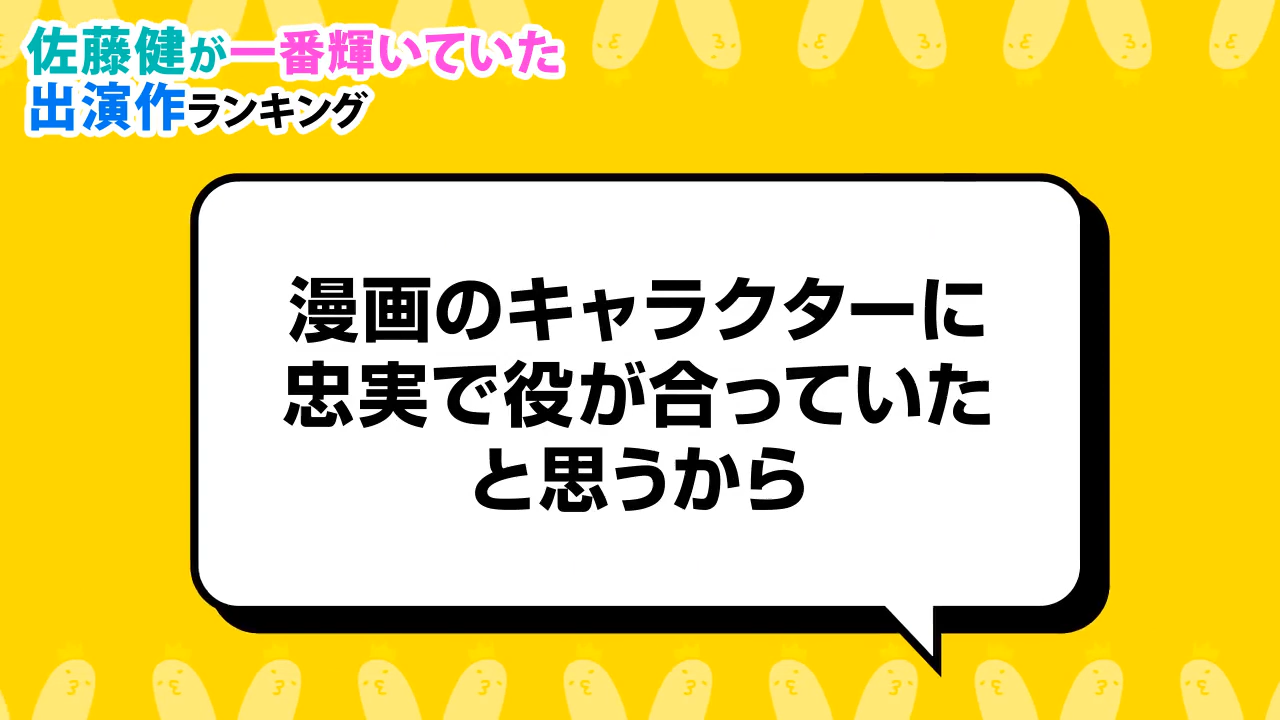 佐藤健が一番輝いていた
出演作ランキング
漫画のキャラクターに
忠実で役が合っていた
と思うから